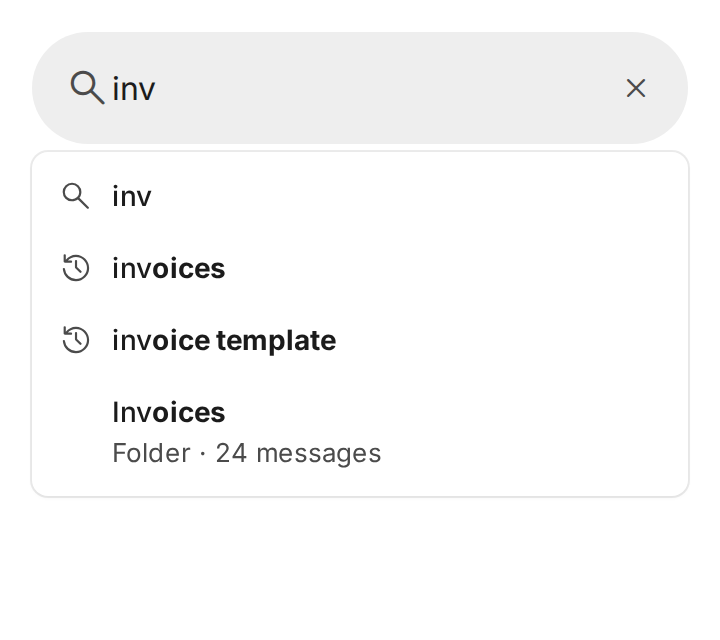 inv
inv
invoices
invoice template
Invoices
Folder · 24 messages